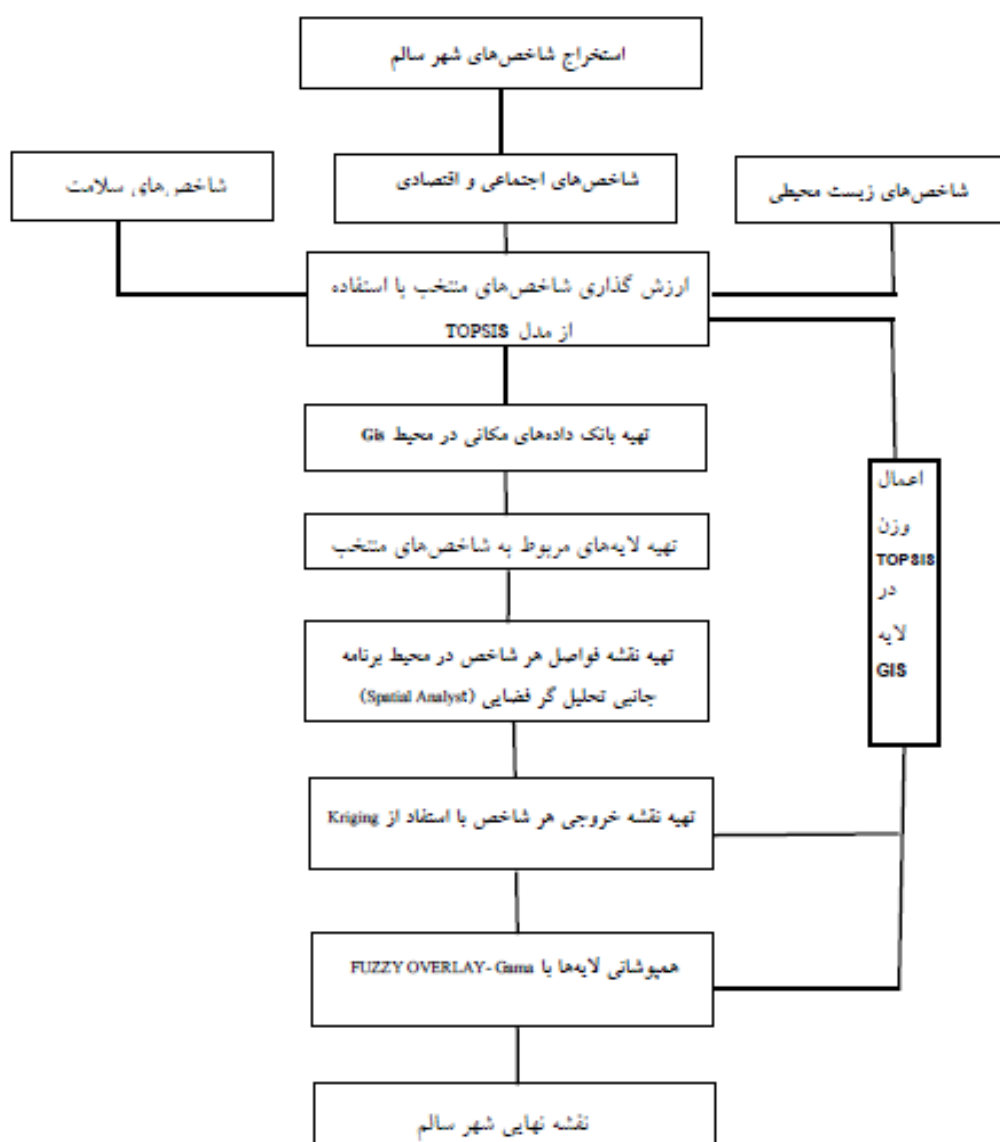 استخراج شاخص‌های شهر سالم
شاخص‌های سلامت
شاخص‌های اجتماعی و اقتصادی
شاخص‌های زیست محیطی
ارزش گذاری شاخص‌های منتخب با استفاده
از مدل TOPSIS
تهیه بانک داده‌های مکانی در محیط Gis
تهیه لایه‌های مربوط به شاخص‌های منتخب
تهیه نقشه فواصل هر شاخص در محیط برنامه
جانبی تحلیل گر فضایی (Spatial Analyst)
تهیه نقشه خروجی هر شاخص با استفاد از Kriging
همپوشانی لایه‌ها با FUZZY OVERLAY- Gama
نقشه نهایی شهر سالم
اعمال
وزن
TOPSIS
در
لایه
GIS